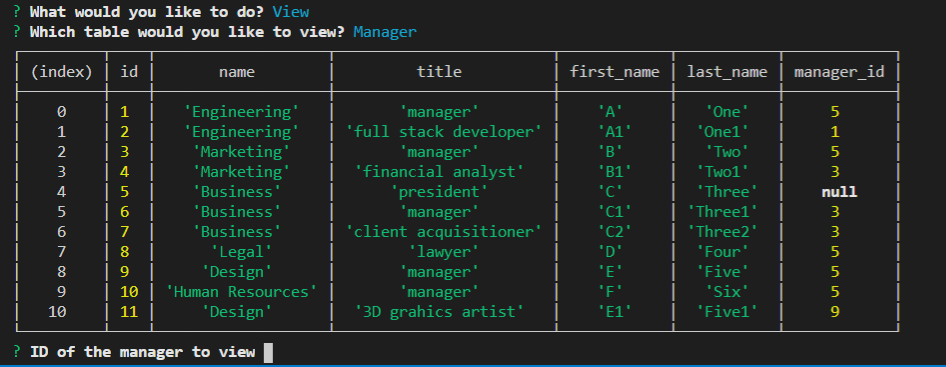 ? What would you like to do? View
? Which table would you like to view? Manager
(index) id name title first_name last_name manager_id
0 1 'Engineering' 'manager' 'A' 'One' 5
1 2 'Engineering' 'full stack developer' 'A1' 'One1' 1
2 3 'Marketing' 'manager' 'B' 'Two' 5
3 4 'Marketing' 'financial analyst' 'B1' 'Two1' 3
4 5 'Business' 'president' 'C' 'Three' null
5 6 'Business' 'manager' 'C1' 'Three1' 3
6 7 'Business' 'client acquisitioner' 'C2' 'Three2' 3
7 8 'Legal' 'lawyer' 'D' 'Four' 5
8 9 'Design' 'manager' 'E' 'Five' 5
9 10 'Human Resources' 'manager' 'F' 'Six' 5
10 11 'Design' '3D grahics artist' 'E1' 'Five1' 9
? ID of the manager to view